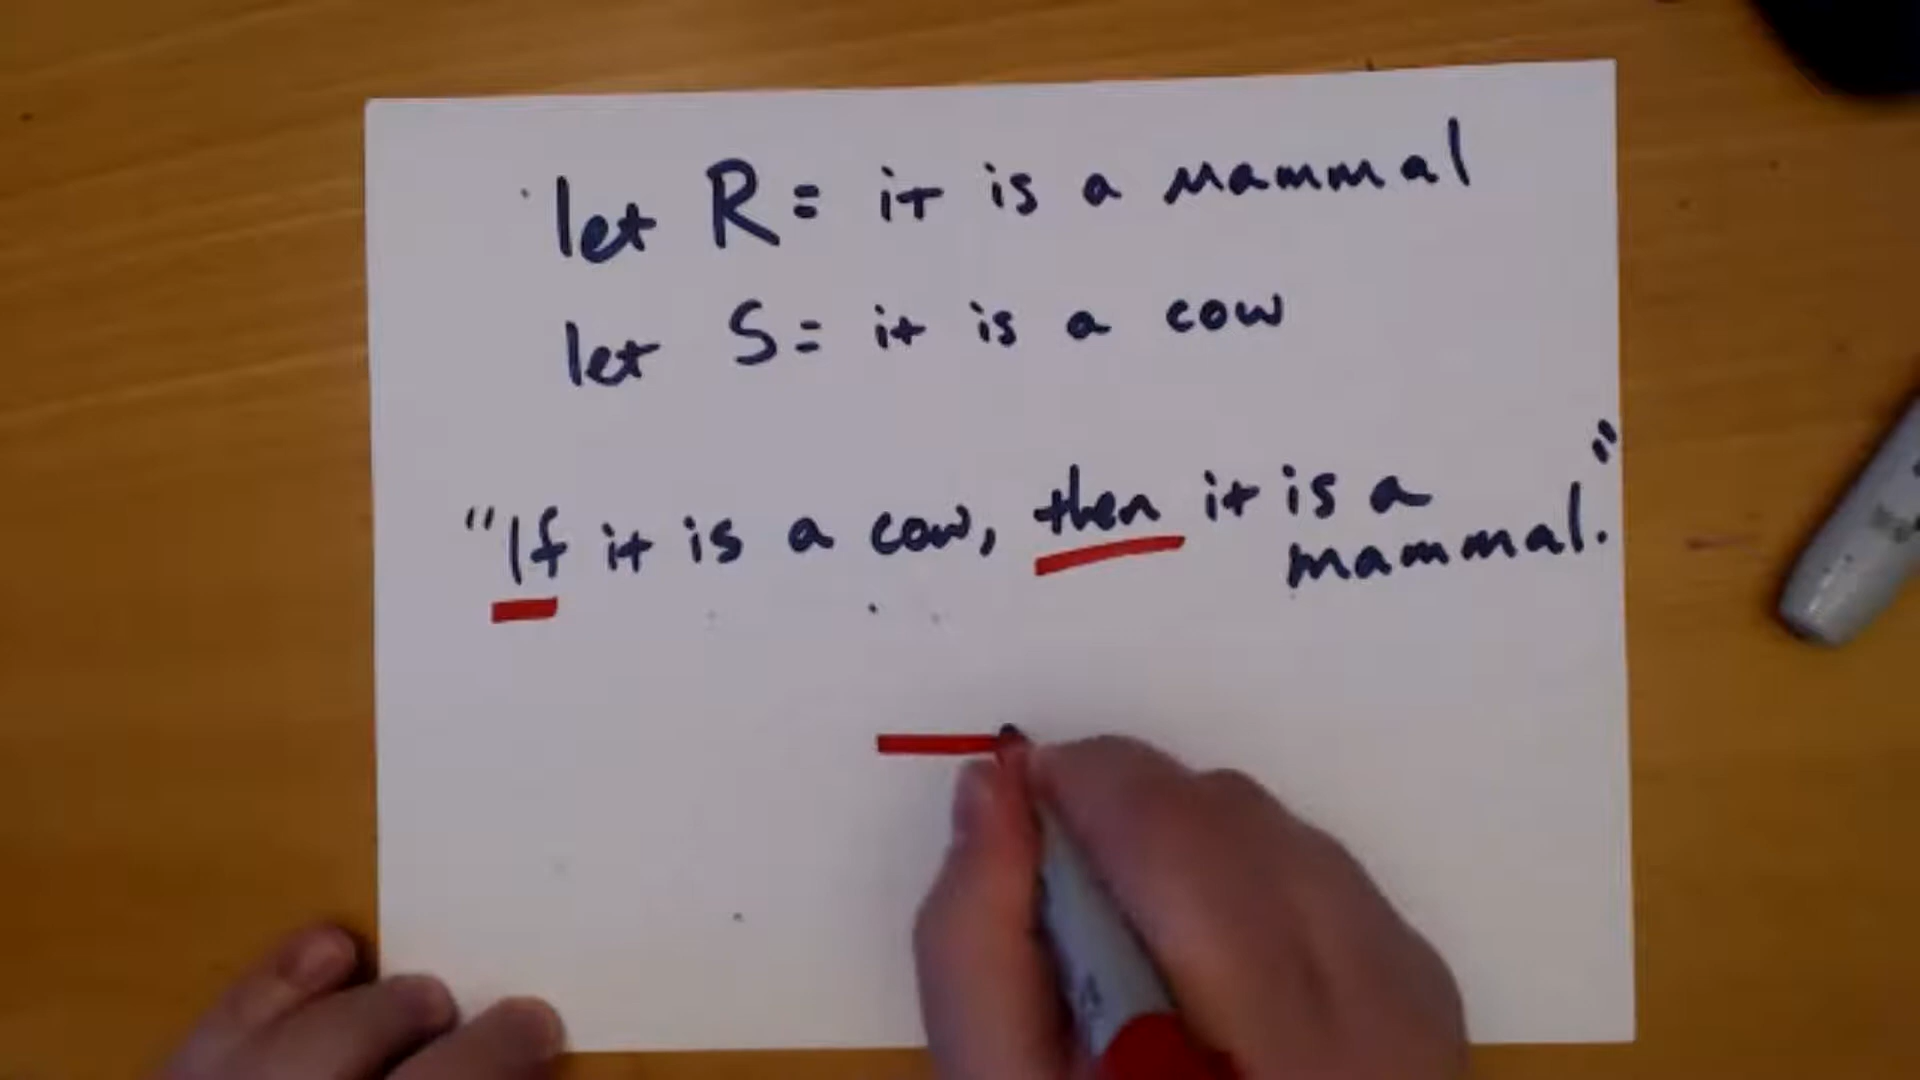 let R = it is a mammal
let S = it is a cow
"If it is a cow, then it is a
mammal."